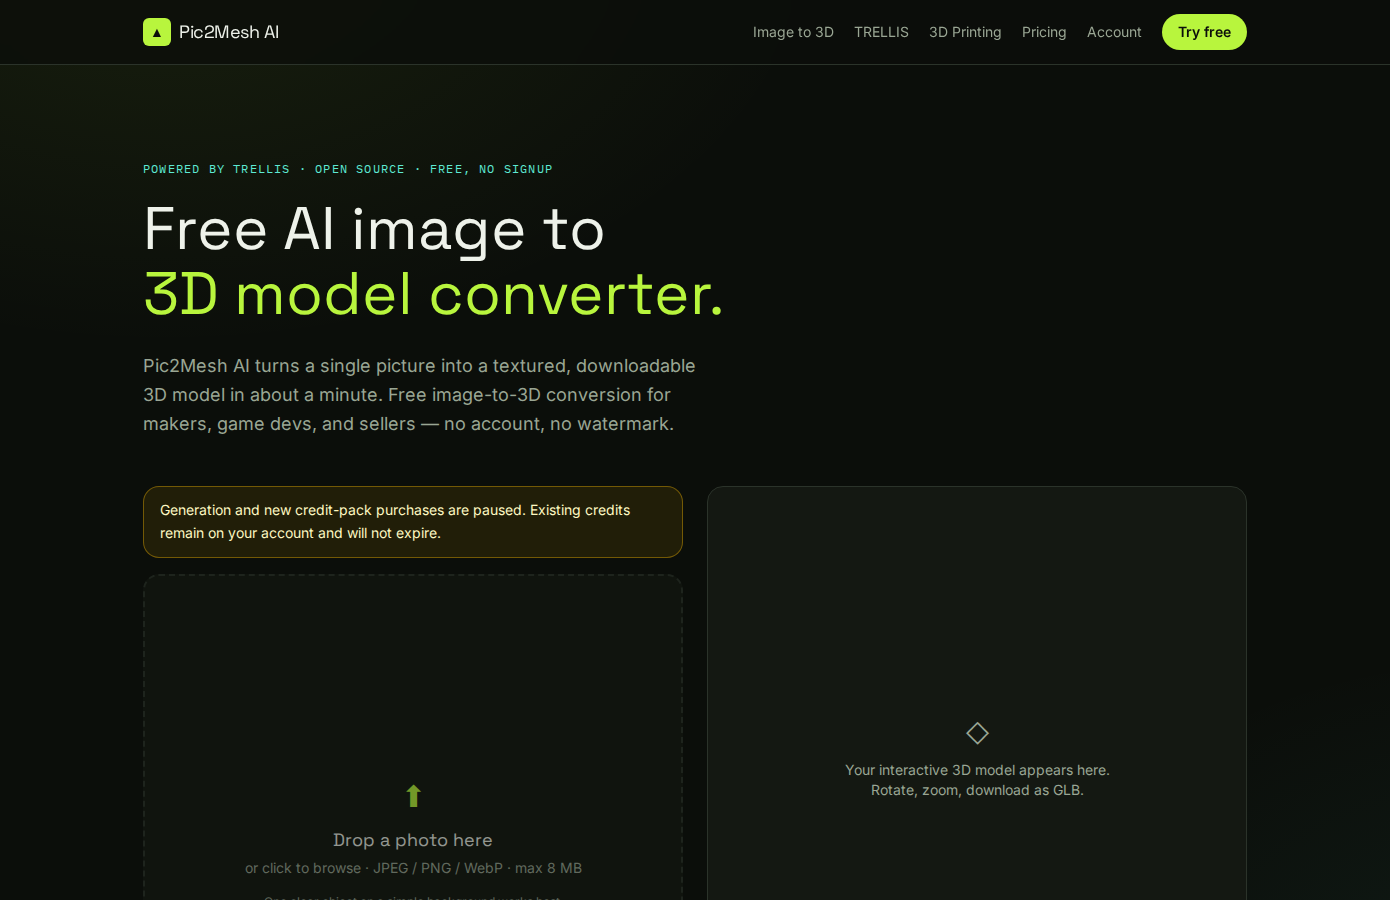 Pic2Mesh AI
Image to 3D
TRELLIS
3D Printing
Pricing
Account
Try free
POWERED BY TRELLIS · OPEN SOURCE · FREE, NO SIGNUP
Free AI image to
3D model converter.
Pic2Mesh AI turns a single picture into a textured, downloadable
3D model in about a minute. Free image-to-3D conversion for
makers, game devs, and sellers — no account, no watermark.
Generation and new credit-pack purchases are paused. Existing credits
remain on your account and will not expire.
Drop a photo here
or click to browse · JPEG / PNG / WebP · max 8 MB
Your interactive 3D model appears here.
Rotate, zoom, download as GLB.